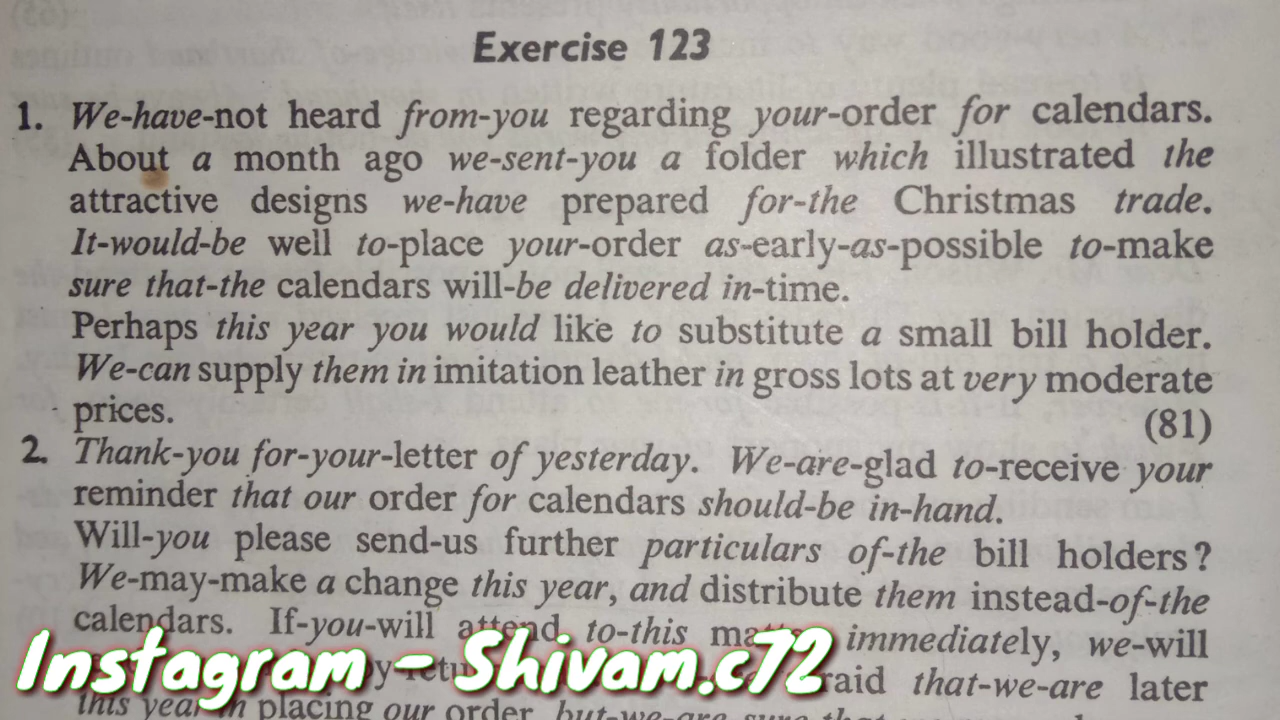 Exercise 123
1. We-have-not heard from-you regarding your-order for calendars.
About a month ago we-sent-you a folder which illustrated the
attractive designs we-have prepared for-the Christmas trade.
It-would-be well to-place your-order as-early-as-possible to-make
sure that-the calendars will-be delivered in-time.
Perhaps this year you would like to substitute a small bill holder.
We-can supply them in imitation leather in gross lots at very moderate
prices. (81)
2. Thank-you for-your-letter of yesterday. We-are-glad to-receive your
reminder that our order for calendars should-be in-hand.
Will-you please send-us further particulars of-the bill holders?
We-may-make a change this year, and distribute them instead-of-the
calendars. If-you-will attend to-this immediately, we-will
that-we-are later
this year in placing our order, but-we-are sure that
Instagram - Shivam.c72